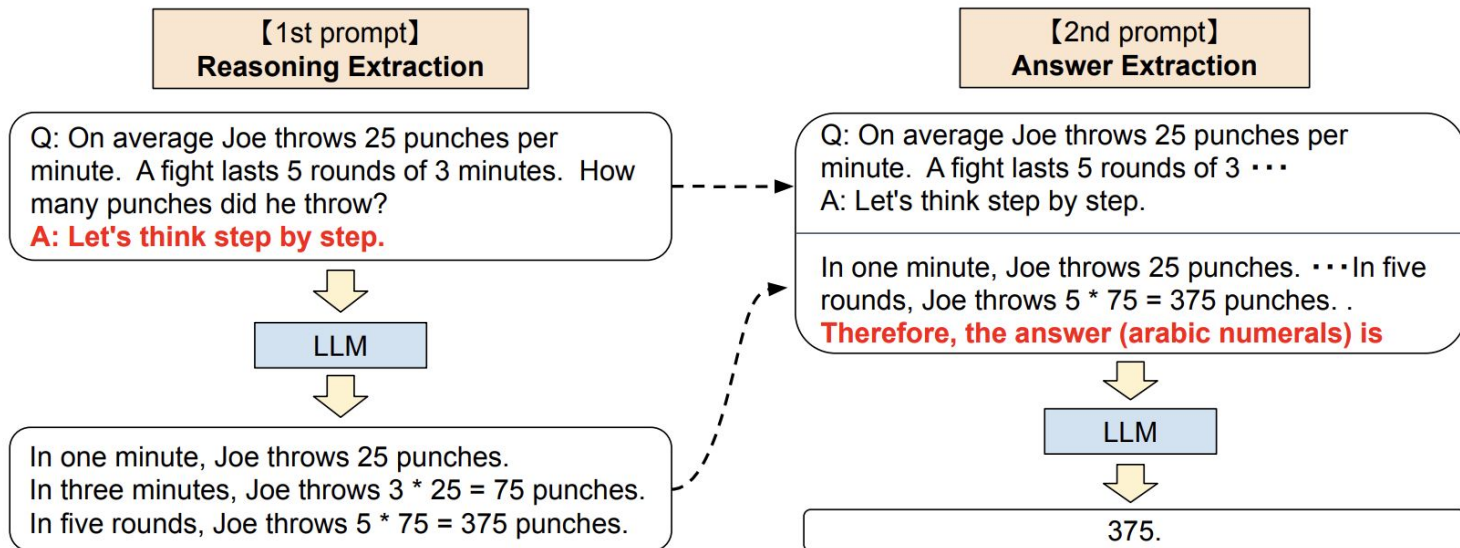 【1st prompt】
Reasoning Extraction
Q: On average Joe throws 25 punches per
minute. A fight lasts 5 rounds of 3 minutes. How
many punches did he throw?
A: Let's think step by step.
LLM
In one minute, Joe throws 25 punches.
In three minutes, Joe throws 3 * 25 = 75 punches.
In five rounds, Joe throws 5 * 75 = 375 punches.
【2nd prompt】
Answer Extraction
Q: On average Joe throws 25 punches per
minute. A fight lasts 5 rounds of 3 ･･･
A: Let's think step by step.
In one minute, Joe throws 25 punches. ･･･In five
rounds, Joe throws 5 * 75 = 375 punches. .
Therefore, the answer (arabic numerals) is
LLM
375.